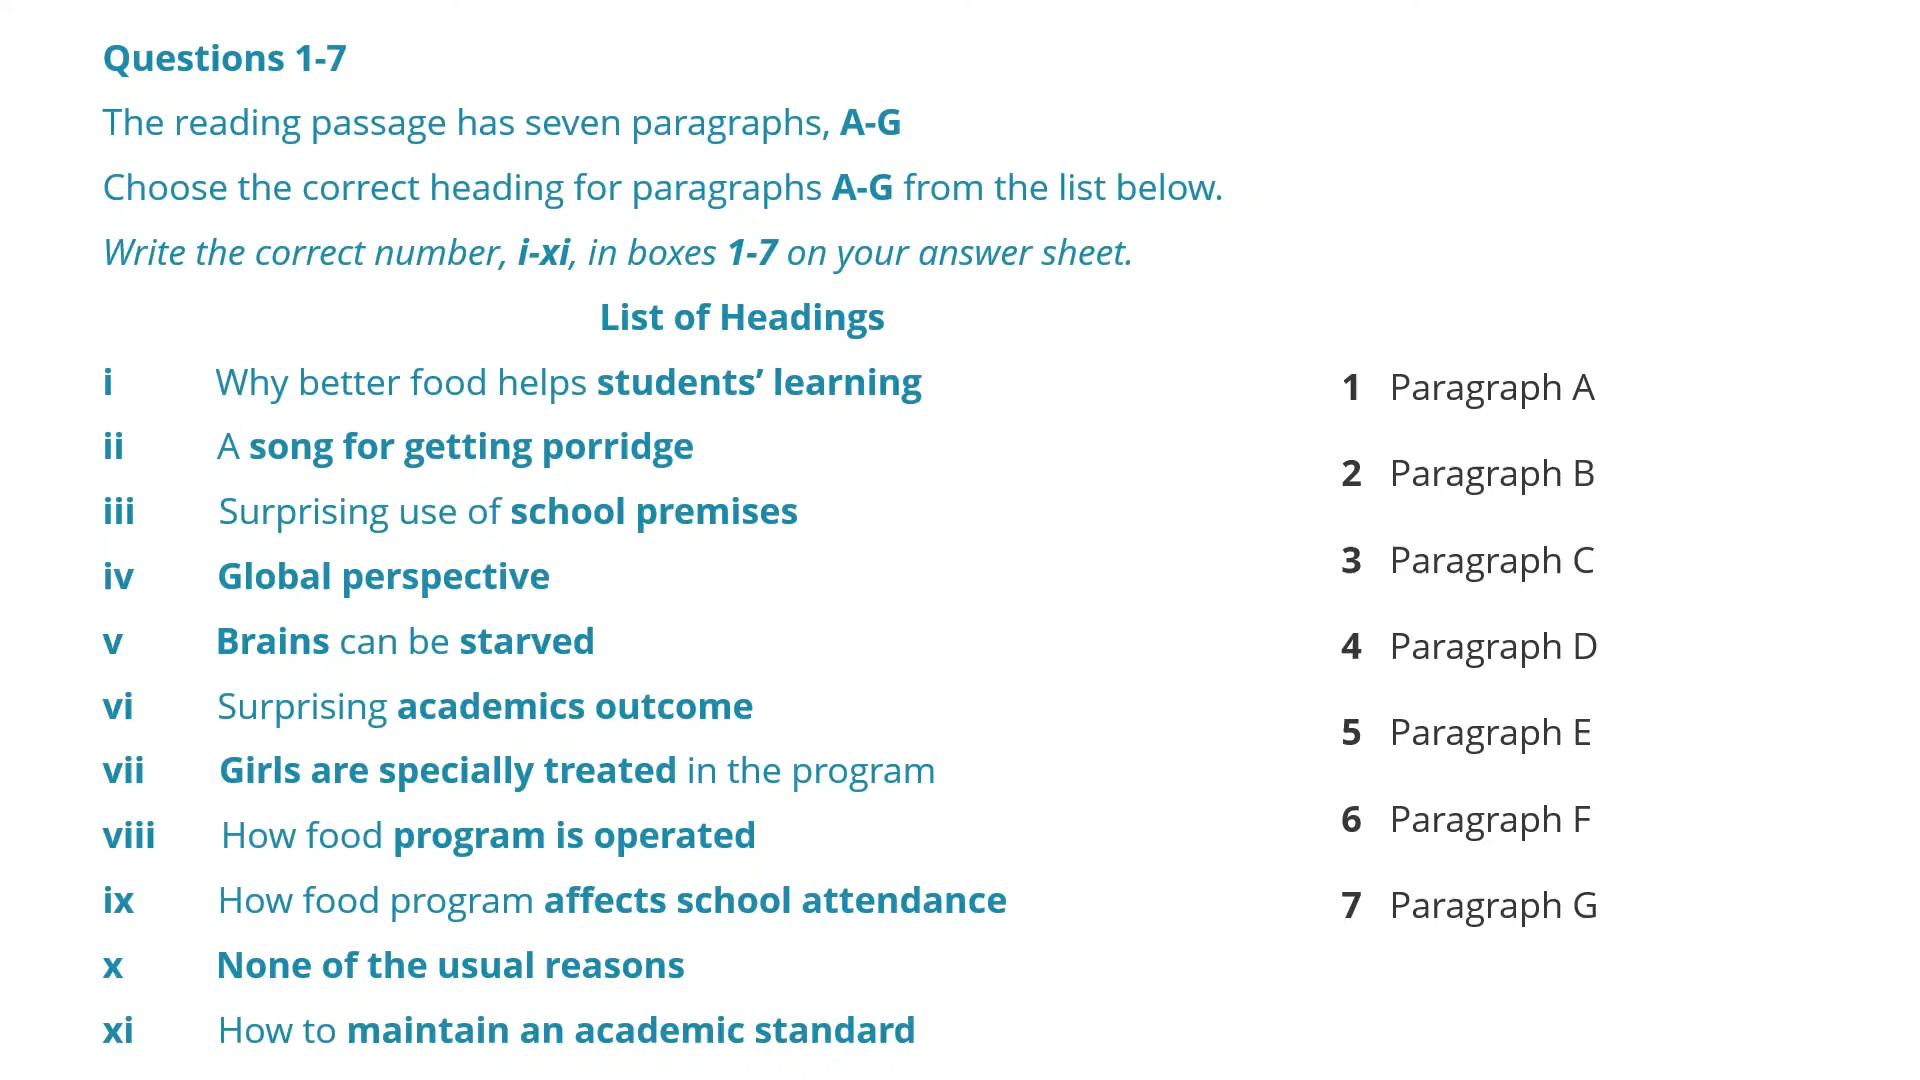 Questions 1-7
The reading passage has seven paragraphs, A-G
Choose the correct heading for paragraphs A-G from the list below.
Write the correct number, i-xi, in boxes 1-7 on your answer sheet.
List of Headings
i Why better food helps students’ learning
ii A song for getting porridge
iii Surprising use of school premises
iv Global perspective
v Brains can be starved
vi Surprising academics outcome
vii Girls are specially treated in the program
viii How food program is operated
ix How food program affects school attendance
x None of the usual reasons
xi How to maintain an academic standard
1 Paragraph A
2 Paragraph B
3 Paragraph C
4 Paragraph D
5 Paragraph E
6 Paragraph F
7 Paragraph G